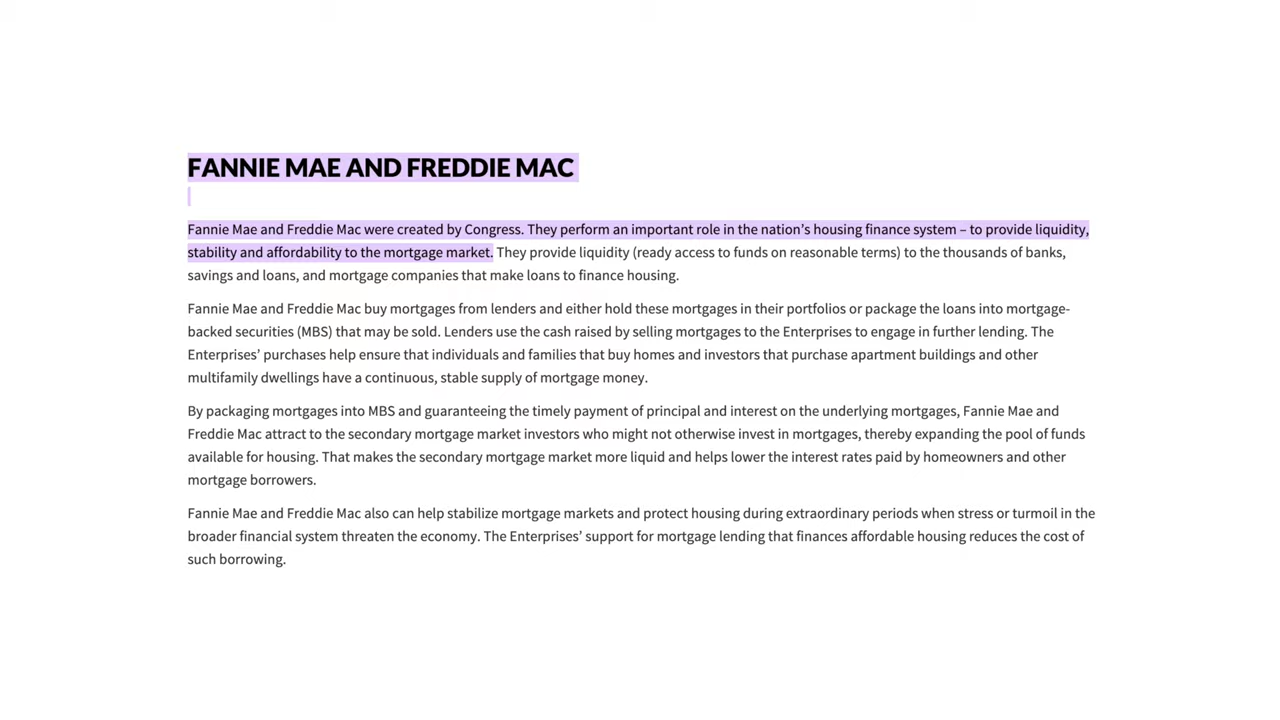 FANNIE MAE AND FREDDIE MAC
Fannie Mae and Freddie Mac were created by Congress. They perform an important role in the nation’s housing finance system – to provide liquidity,
stability and affordability to the mortgage market. They provide liquidity (ready access to funds on reasonable terms) to the thousands of banks,
savings and loans, and mortgage companies that make loans to finance housing.
Fannie Mae and Freddie Mac buy mortgages from lenders and either hold these mortgages in their portfolios or package the loans into mortgage-
backed securities (MBS) that may be sold. Lenders use the cash raised by selling mortgages to the Enterprises to engage in further lending. The
Enterprises’ purchases help ensure that individuals and families that buy homes and investors that purchase apartment buildings and other
multifamily dwellings have a continuous, stable supply of mortgage money.
By packaging mortgages into MBS and guaranteeing the timely payment of principal and interest on the underlying mortgages, Fannie Mae and
Freddie Mac attract to the secondary mortgage market investors who might not otherwise invest in mortgages, thereby expanding the pool of funds
available for housing. That makes the secondary mortgage market more liquid and helps lower the interest rates paid by homeowners and other
mortgage borrowers.
Fannie Mae and Freddie Mac also can help stabilize mortgage markets and protect housing during extraordinary periods when stress or turmoil in the
broader financial system threaten the economy. The Enterprises’ support for mortgage lending that finances affordable housing reduces the cost of
such borrowing.